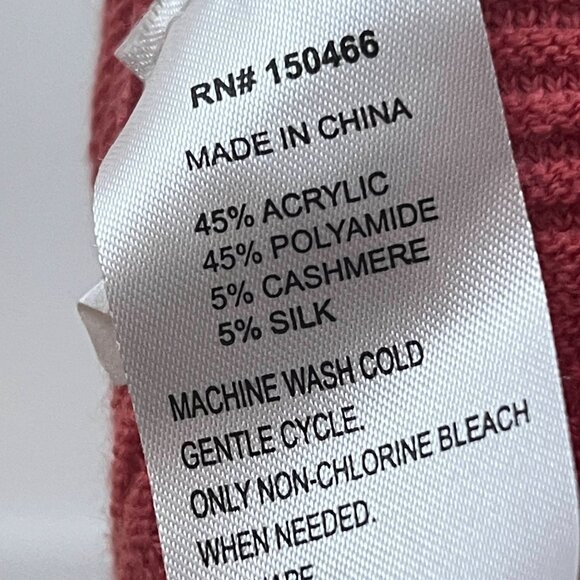 RN# 150466
MADE IN CHINA
45% ACRYLIC
45% POLYAMIDE
5% CASHMERE
5% SILK
MACHINE WASH COLD
GENTLE CYCLE.
ONLY NON-CHLORINE BLEACH
WHEN NEEDED.